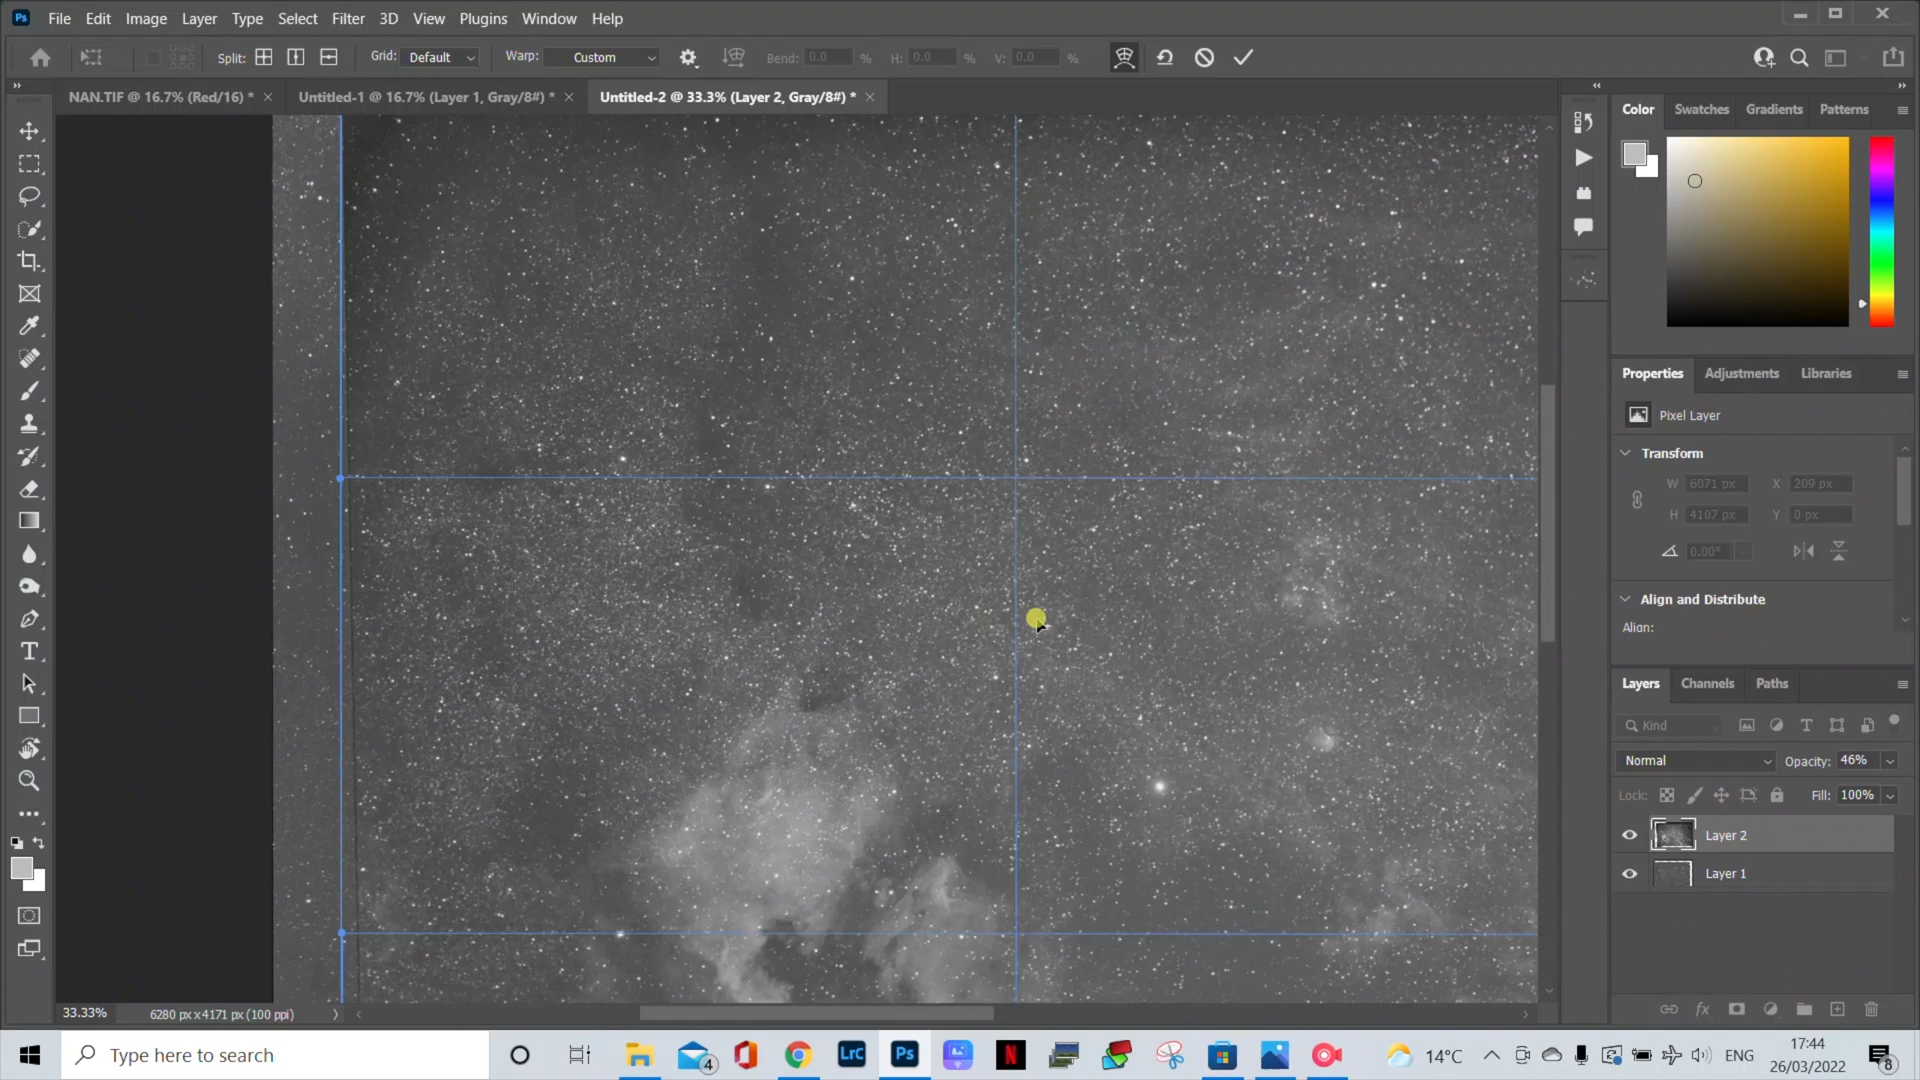 Ps File Edit Image Layer Type Select Filter 3D View Plugins Window Help
Split: Grid: Default Warp: Custom Bend: 0.0 % H: 0.0 % V: 0.0 %
NAN.TIF @ 16.7% (Red/16) * × Untitled-1 @ 16.7% (Layer 1, Gray/8#) * × Untitled-2 @ 33.3% (Layer 2, Gray/8#) * ×
Color Swatches Gradients Patterns
Properties Adjustments Libraries
Pixel Layer
Transform
W 6071 px X 209 px
H 4107 px Y 0 px
0.00°
Align and Distribute
Align:
Layers Channels Paths
Kind
Normal Opacity: 46%
Lock: Fill: 100%
Layer 2
Layer 1
33.33% 6280 px x 4171 px (100 ppi)
Type here to search
4
LrC
Ps
N
14°C
ENG
17:44
26/03/2022
8